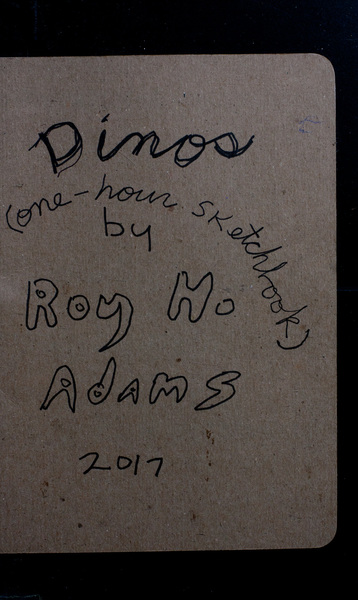 Dinos
(one-hour sketchbook)
by
Roy Ho
Adams
2017